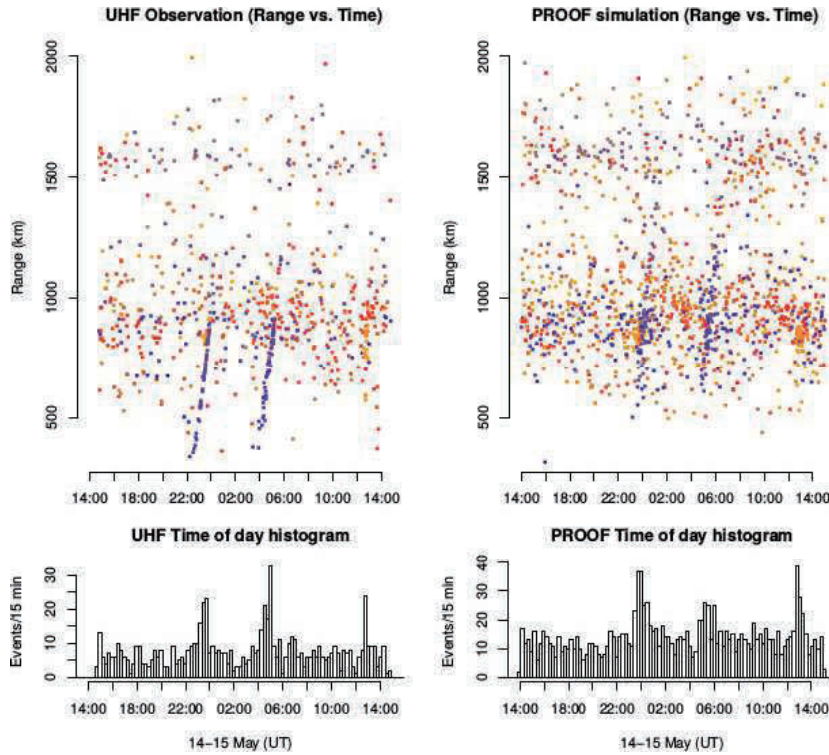 UHF Observation (Range vs. Time)
Range (km)
2000
1500
1000
500
14:00 18:00 22:00 02:00 06:00 10:00 14:00
PROOF simulation (Range vs. Time)
Range (km)
2000
1500
1000
500
14:00 18:00 22:00 02:00 06:00 10:00 14:00
UHF Time of day histogram
Events/15 min
30
20
10
0
14:00 18:00 22:00 02:00 06:00 10:00 14:00
14–15 May (UT)
PROOF Time of day histogram
Events/15 min
40
30
20
10
0
14:00 18:00 22:00 02:00 06:00 10:00 14:00
14–15 May (UT)